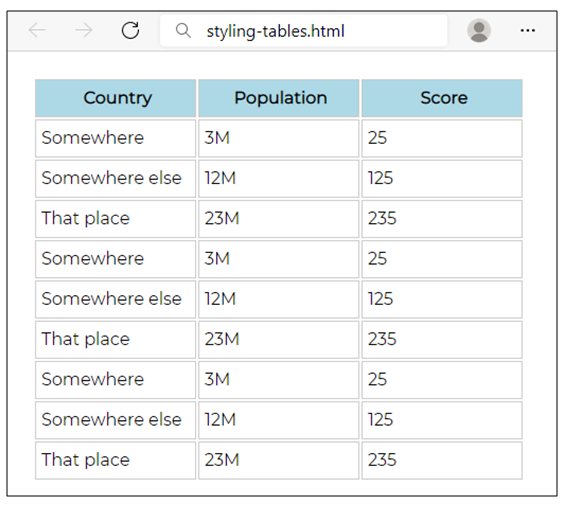 styling-tables.html
Country Population Score
Somewhere 3M 25
Somewhere else 12M 125
That place 23M 235
Somewhere 3M 25
Somewhere else 12M 125
That place 23M 235
Somewhere 3M 25
Somewhere else 12M 125
That place 23M 235